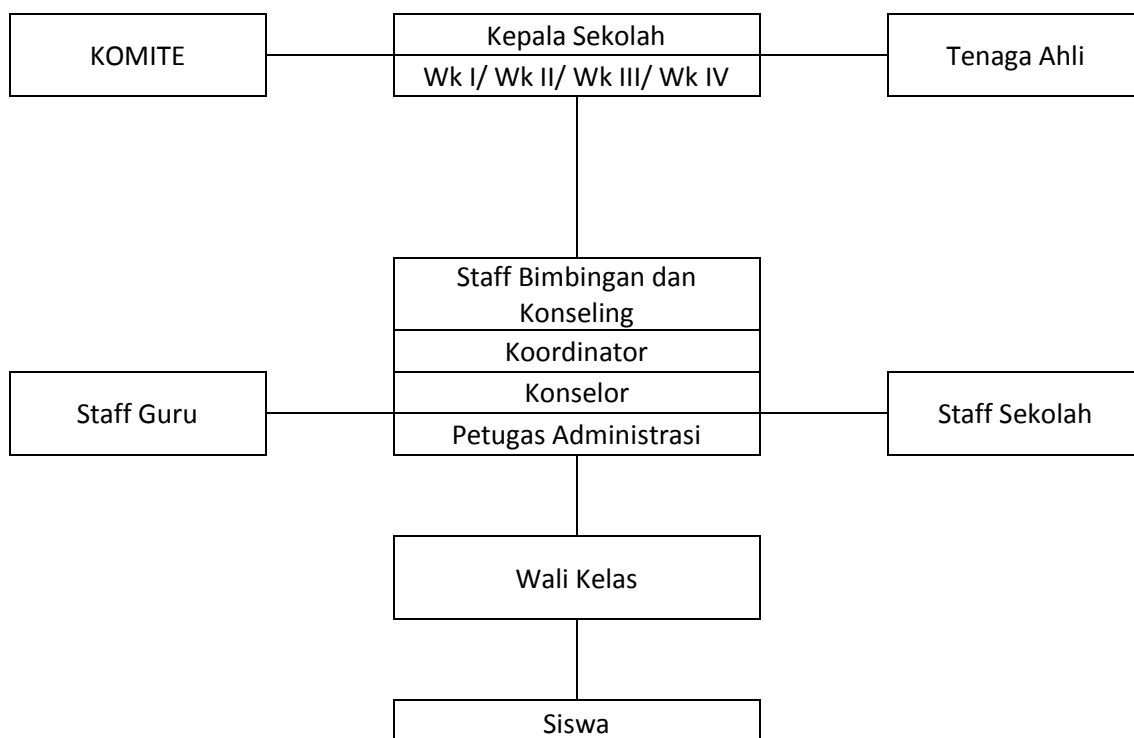 KOMITE
Kepala Sekolah
Wk I/ Wk II/ Wk III/ Wk IV
Tenaga Ahli
Staff Bimbingan dan
Konseling
Koordinator
Konselor
Petugas Administrasi
Staff Guru
Staff Sekolah
Wali Kelas
Siswa